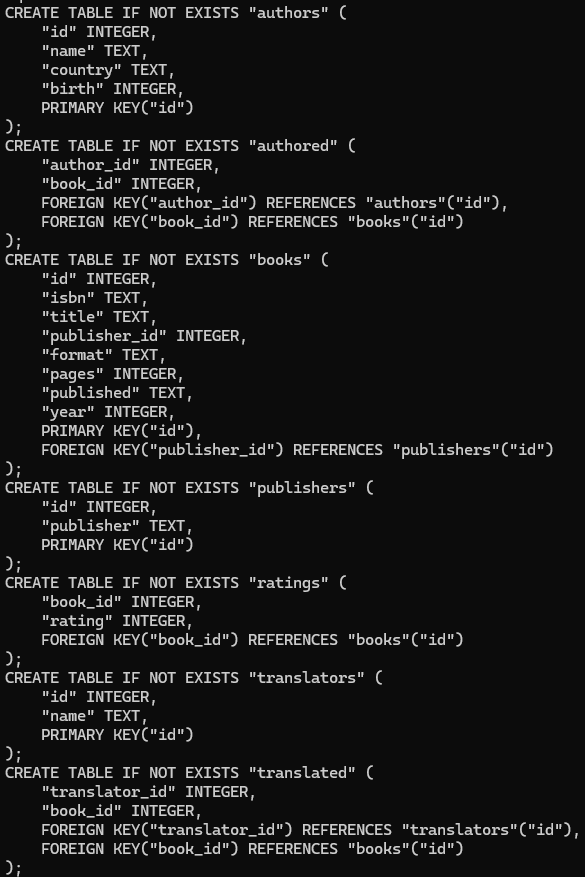 CREATE TABLE IF NOT EXISTS "authors" (
    "id" INTEGER,
    "name" TEXT,
    "country" TEXT,
    "birth" INTEGER,
    PRIMARY KEY("id")
);
CREATE TABLE IF NOT EXISTS "authored" (
    "author_id" INTEGER,
    "book_id" INTEGER,
    FOREIGN KEY("author_id") REFERENCES "authors"("id"),
    FOREIGN KEY("book_id") REFERENCES "books"("id")
);
CREATE TABLE IF NOT EXISTS "books" (
    "id" INTEGER,
    "isbn" TEXT,
    "title" TEXT,
    "publisher_id" INTEGER,
    "format" TEXT,
    "pages" INTEGER,
    "published" TEXT,
    "year" INTEGER,
    PRIMARY KEY("id"),
    FOREIGN KEY("publisher_id") REFERENCES "publishers"("id")
);
CREATE TABLE IF NOT EXISTS "publishers" (
    "id" INTEGER,
    "publisher" TEXT,
    PRIMARY KEY("id")
);
CREATE TABLE IF NOT EXISTS "ratings" (
    "book_id" INTEGER,
    "rating" INTEGER,
    FOREIGN KEY("book_id") REFERENCES "books"("id")
);
CREATE TABLE IF NOT EXISTS "translators" (
    "id" INTEGER,
    "name" TEXT,
    PRIMARY KEY("id")
);
CREATE TABLE IF NOT EXISTS "translated" (
    "translator_id" INTEGER,
    "book_id" INTEGER,
    FOREIGN KEY("translator_id") REFERENCES "translators"("id"),
    FOREIGN KEY("book_id") REFERENCES "books"("id")
);